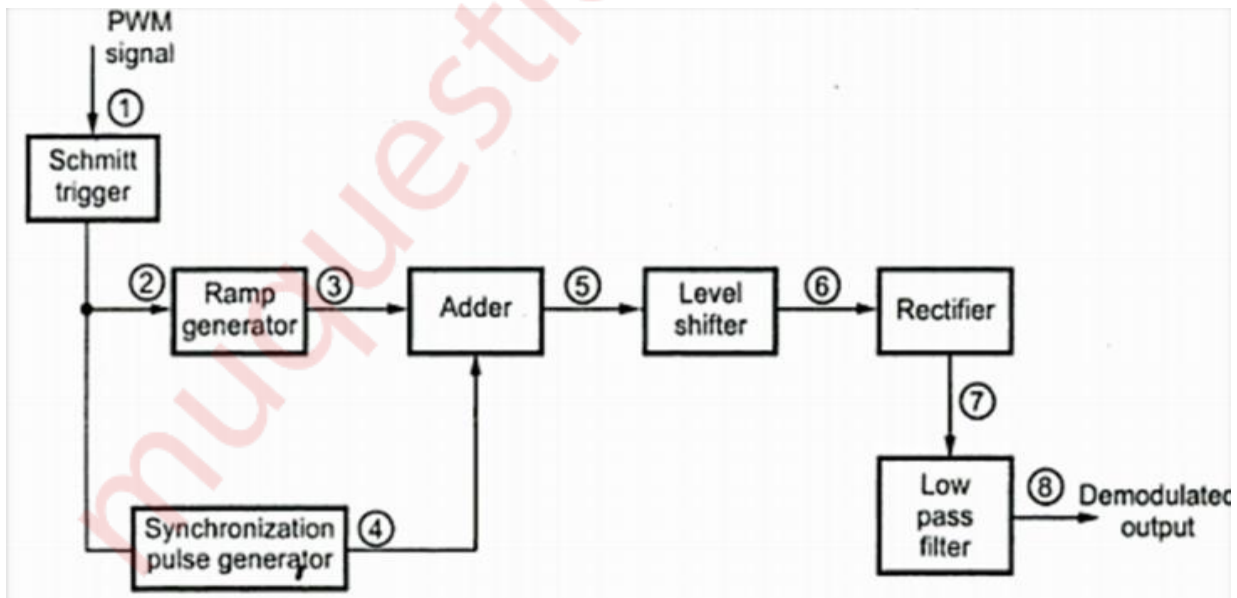 PWM
signal
①
Schmitt
trigger
②
Ramp
generator
③
Adder
⑤
Level
shifter
⑥
Rectifier
⑦
Synchronization
pulse generator
④
Low
pass
filter
⑧
Demodulated
output
muquesti